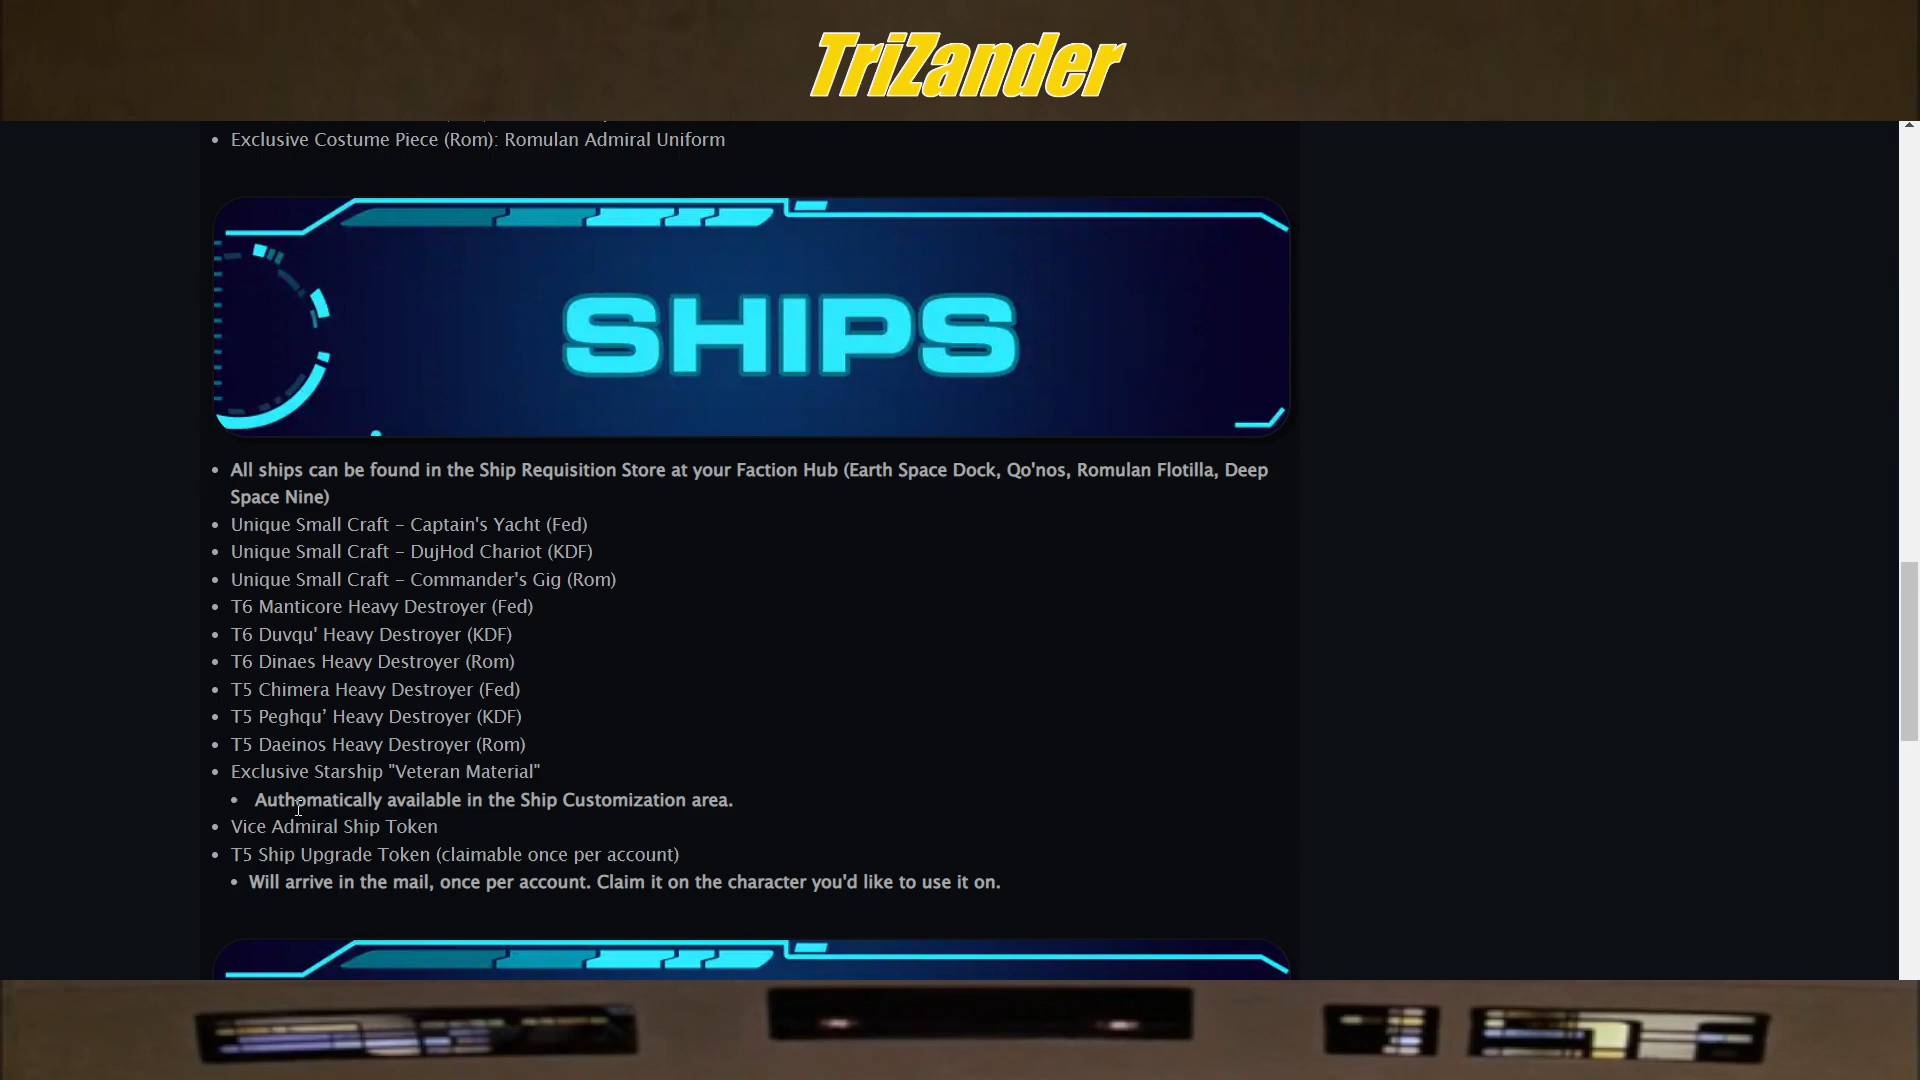 TriZander
Exclusive Costume Piece (Rom): Romulan Admiral Uniform
SHIPS
All ships can be found in the Ship Requisition Store at your Faction Hub (Earth Space Dock, Qo'nos, Romulan Flotilla, Deep
Space Nine)
Unique Small Craft – Captain's Yacht (Fed)
Unique Small Craft – DujHod Chariot (KDF)
Unique Small Craft – Commander's Gig (Rom)
T6 Manticore Heavy Destroyer (Fed)
T6 Duvqu' Heavy Destroyer (KDF)
T6 Dinaes Heavy Destroyer (Rom)
T5 Chimera Heavy Destroyer (Fed)
T5 Peghqu’ Heavy Destroyer (KDF)
T5 Daeinos Heavy Destroyer (Rom)
Exclusive Starship "Veteran Material"
Authomatically available in the Ship Customization area.
Vice Admiral Ship Token
T5 Ship Upgrade Token (claimable once per account)
Will arrive in the mail, once per account. Claim it on the character you'd like to use it on.